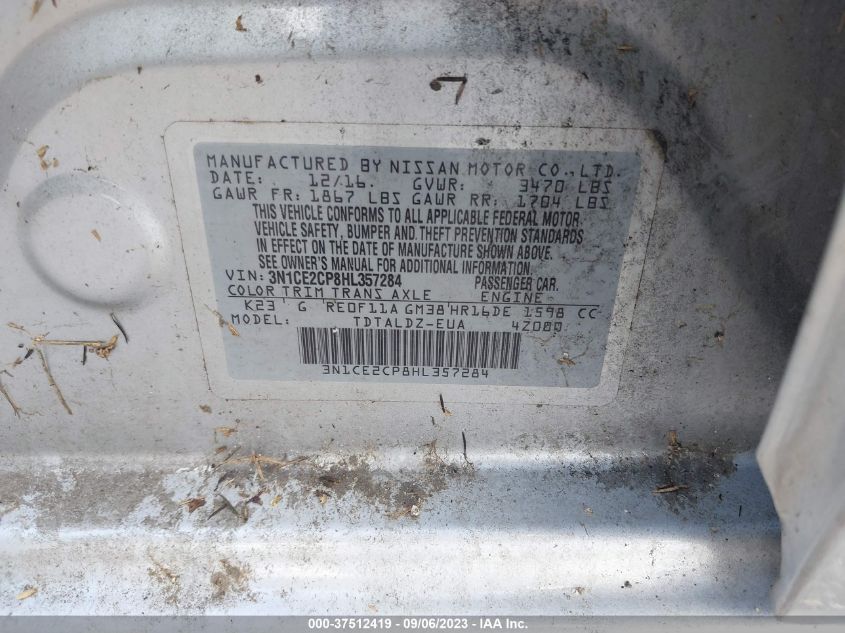 MANUFACTURED BY NISSAN MOTOR CO., LTD.
DATE: 12/16. GVWR: 3470 LBS
GAWR FR: 1867 LBS GAWR RR: 1704 LBS
THIS VEHICLE CONFORMS TO ALL APPLICABLE FEDERAL MOTOR
VEHICLE SAFETY, BUMPER AND THEFT PREVENTION STANDARDS
IN EFFECT ON THE DATE OF MANUFACTURE SHOWN ABOVE.
SEE OWNER'S MANUAL FOR ADDITIONAL INFORMATION.
VIN: 3N1CE2CP8HL357284 PASSENGER CAR.
COLOR TRIM TRANS AXLE ENGINE
K23 ' G 'RE0F11A GM38'HR16DE 1598 CC
MODEL: TDTALDZ-EUA 4Z000
3N1CE2CP8HL357284
000-37512419 - 09/06/2023 - IAA Inc.